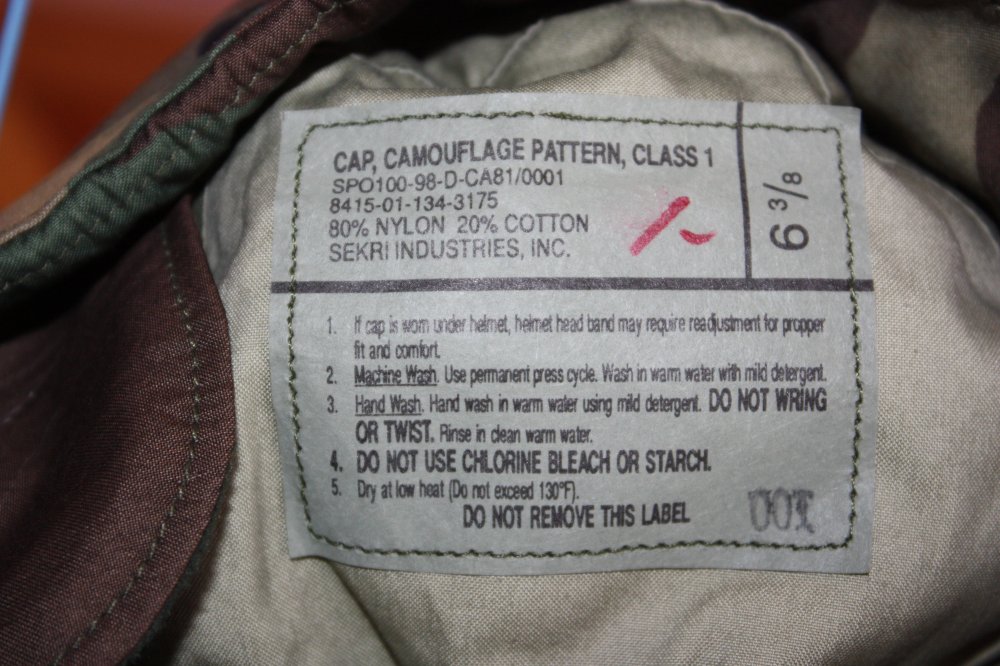 CAP, CAMOUFLAGE PATTERN, CLASS 1
SPO100-98-D-CA81/0001
8415-01-134-3175
80% NYLON 20% COTTON
SEKRI INDUSTRIES, INC.
6 3/8
1. If cap is worn under helmet, helmet head band may require readjustment for propper
fit and comfort.
2. Machine Wash. Use permanent press cycle. Wash in warm water with mild detergent.
3. Hand Wash. Hand wash in warm water using mild detergent. DO NOT WRING
OR TWIST. Rinse in clean warm water.
4. DO NOT USE CHLORINE BLEACH OR STARCH.
5. Dry at low heat (Do not exceed 130°F).
DO NOT REMOVE THIS LABEL